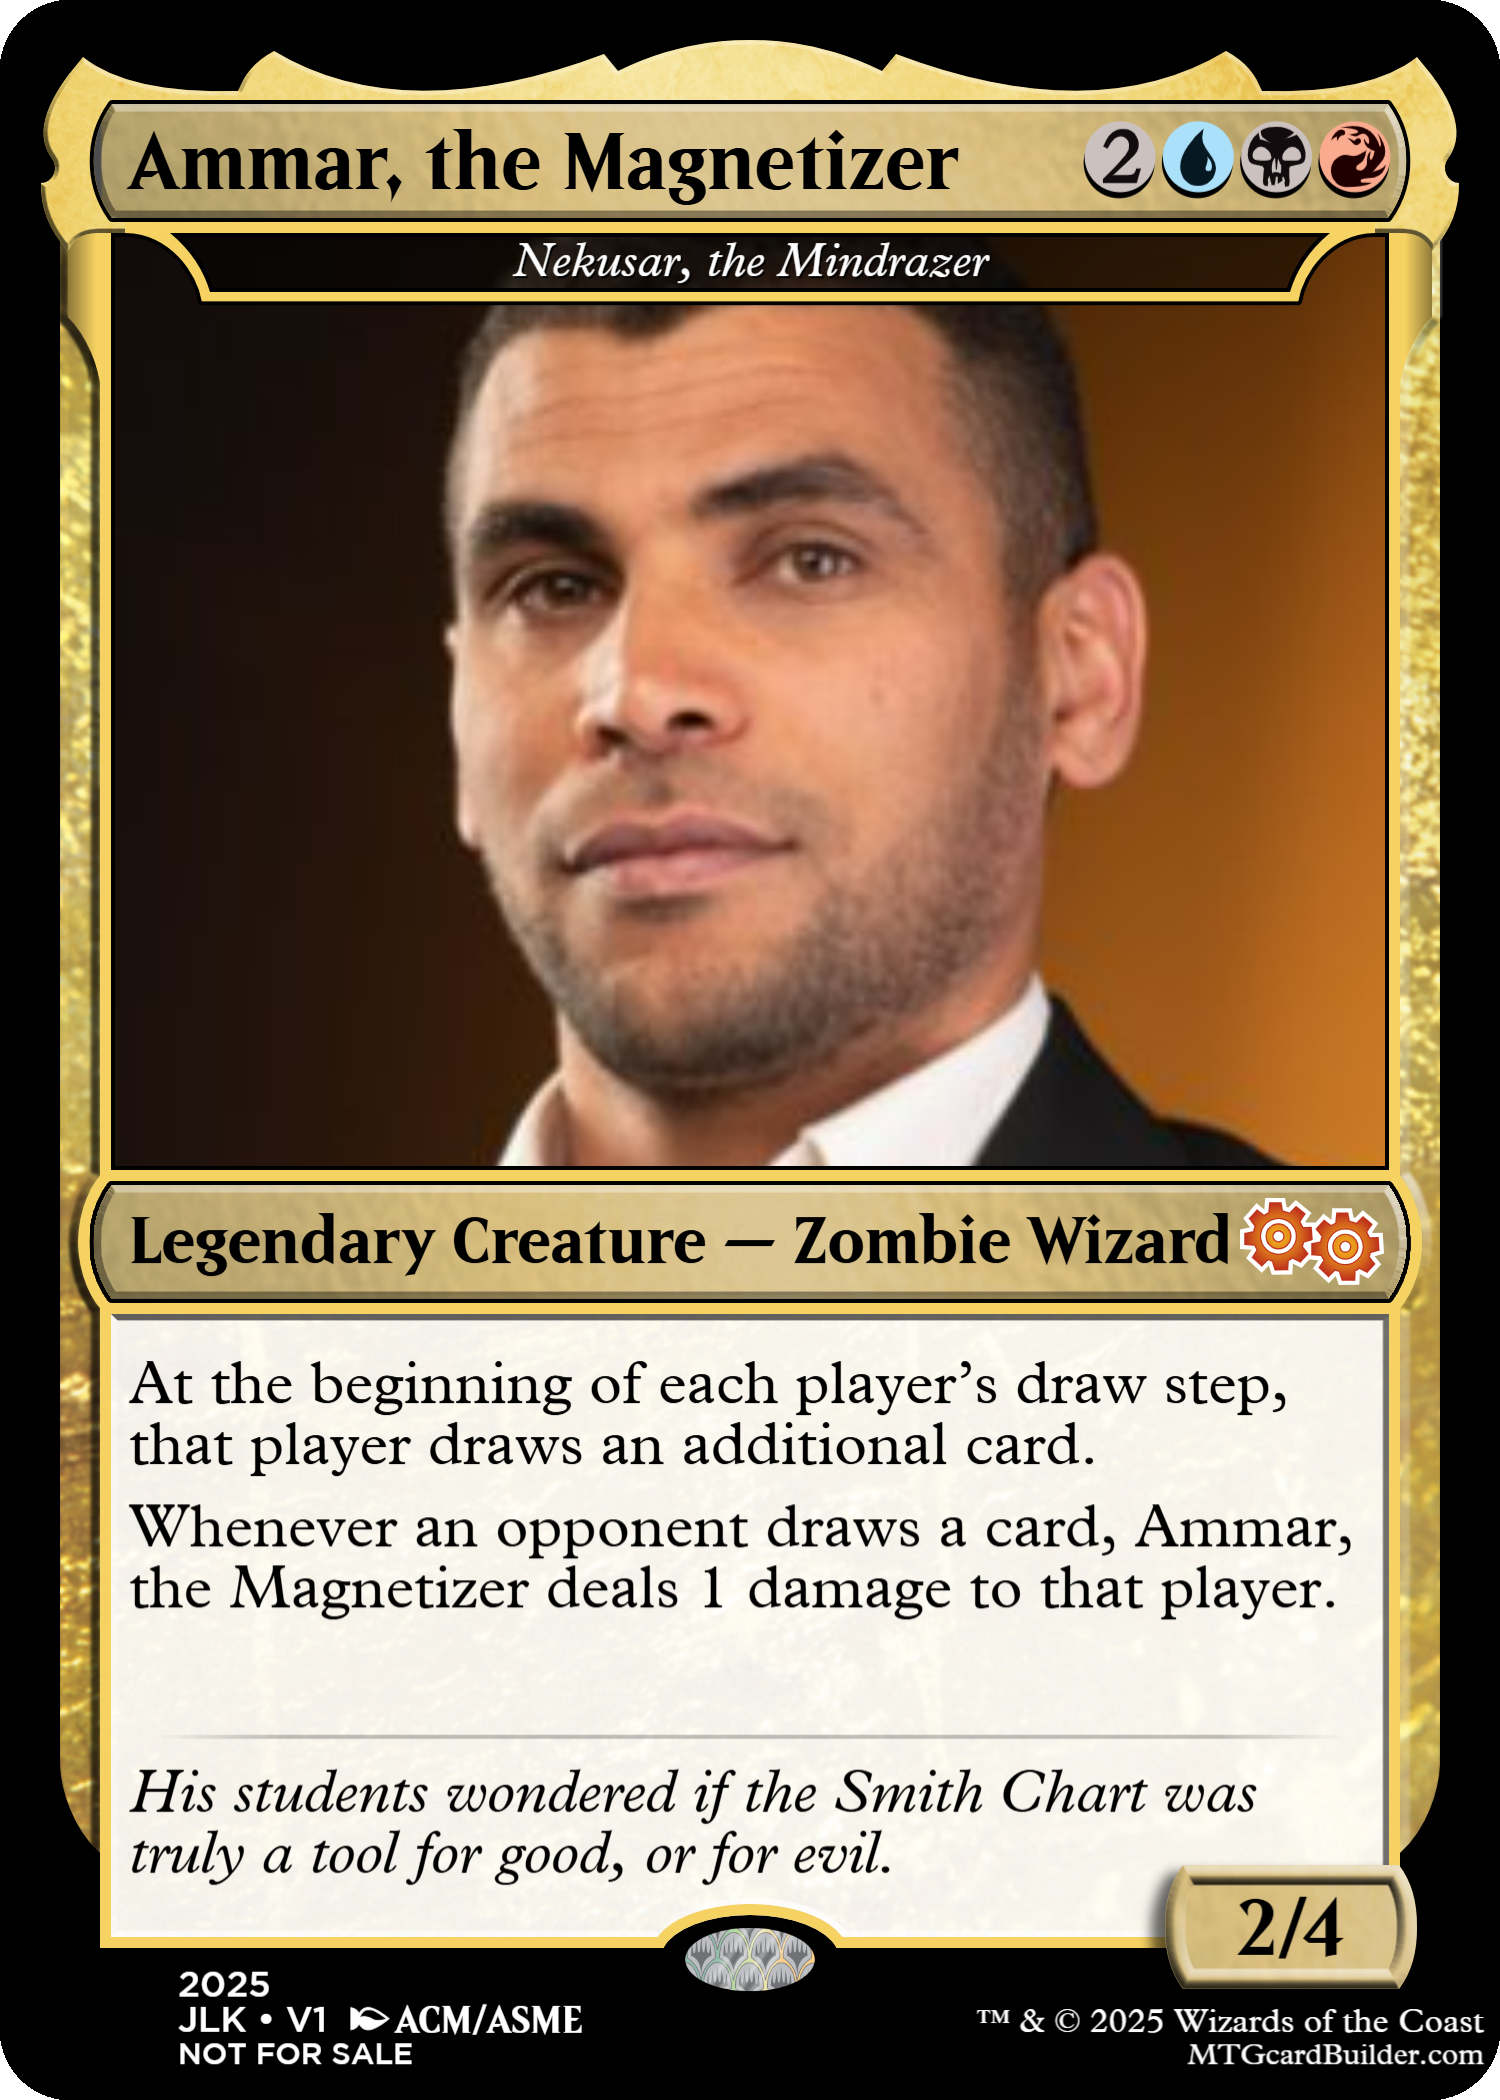 Ammar, the Magnetizer 2
Nekusar, the Mindrazer
Legendary Creature — Zombie Wizard
At the beginning of each player’s draw step,
that player draws an additional card.
Whenever an opponent draws a card, Ammar,
the Magnetizer deals 1 damage to that player.
His students wondered if the Smith Chart was
truly a tool for good, or for evil.
2/4
2025
JLK • V1 ACM/ASME
NOT FOR SALE
™ & © 2025 Wizards of the Coast
MTGcardBuilder.com